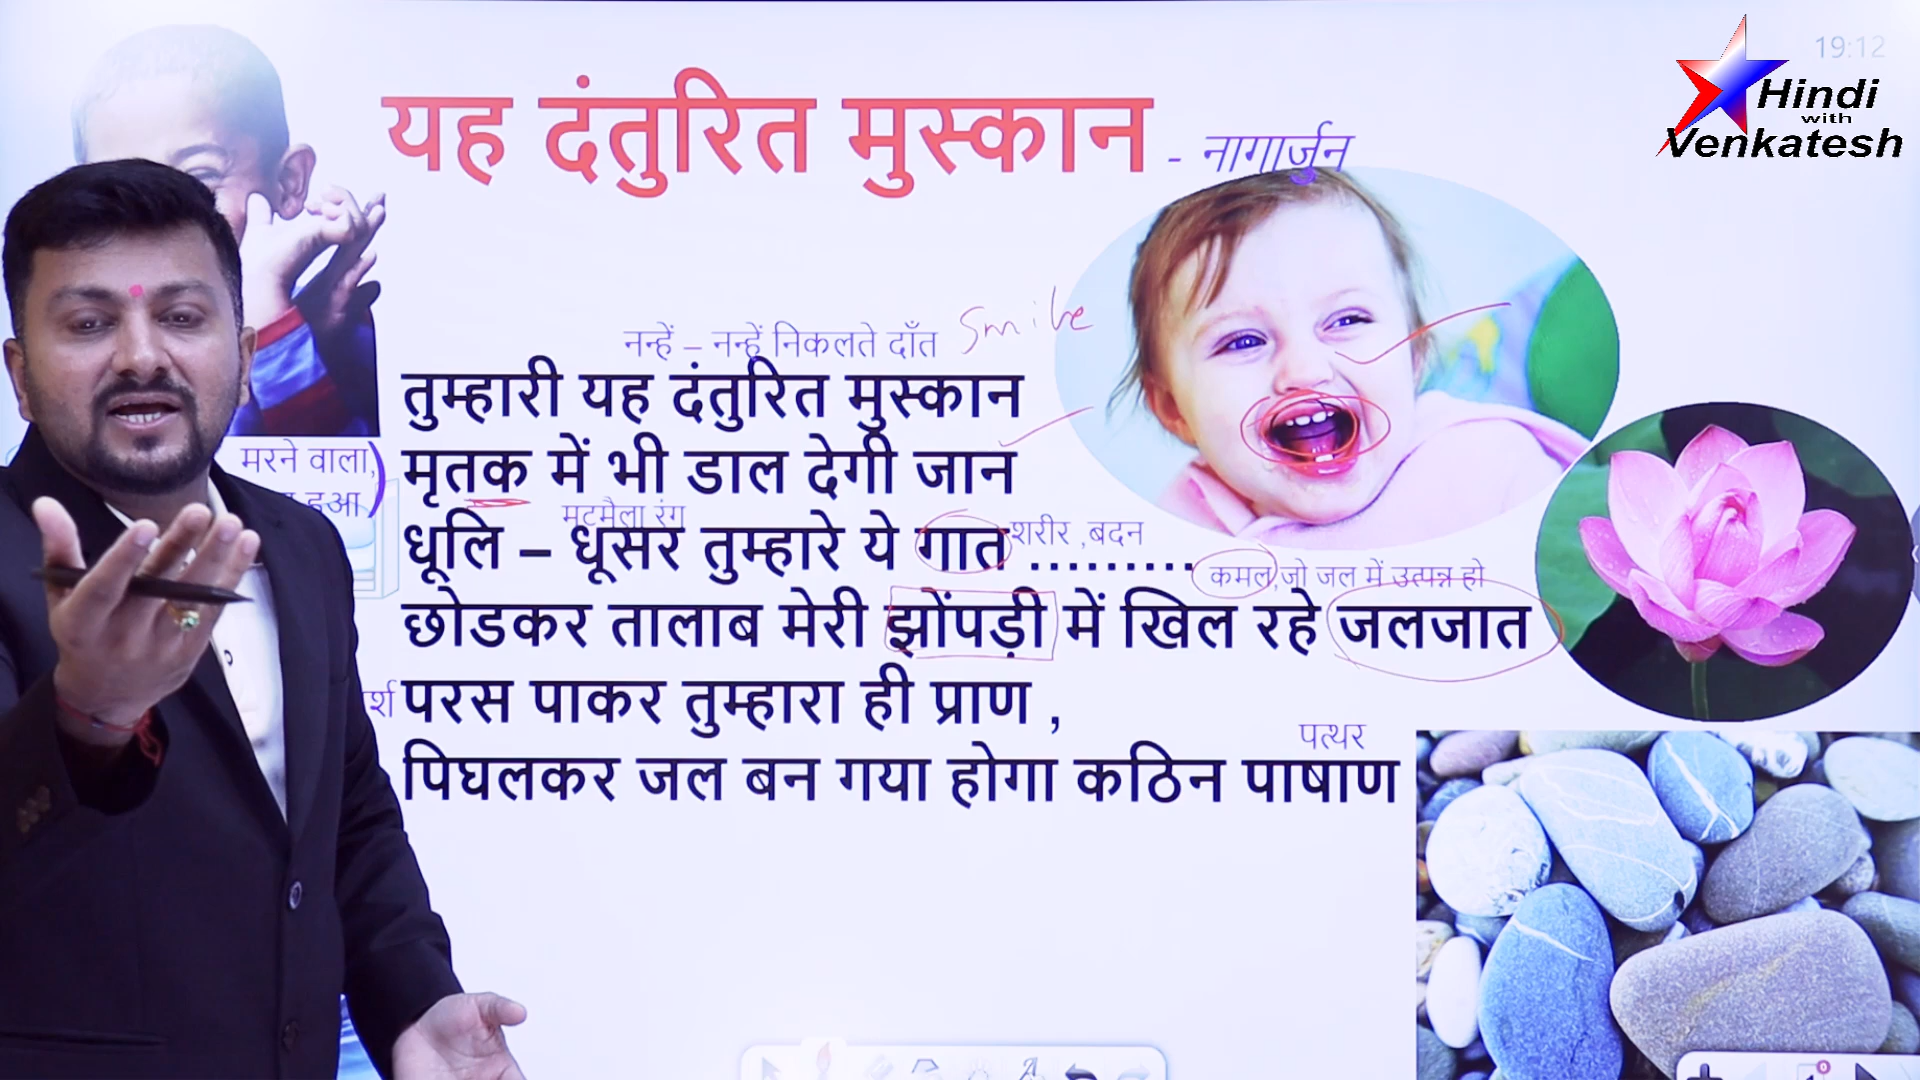 19:12
Hindi
with
Venkatesh
यह दंतुरित मुस्कान - नागार्जुन
नन्हें – नन्हें निकलते दाँत smile
तुम्हारी यह दंतुरित मुस्कान
मरने वाला,
मृतक में भी डाल देगी जान
हुआ )
मटमैला रंग
धूलि – धूसर तुम्हारे ये गात शरीर ,बदन ..........
कमल,जो जल में उत्पन्न हो
छोडकर तालाब मेरी झोंपड़ी में खिल रहे जलजात
परस पाकर तुम्हारा ही प्राण ,
पत्थर
पिघलकर जल बन गया होगा कठिन पाषाण